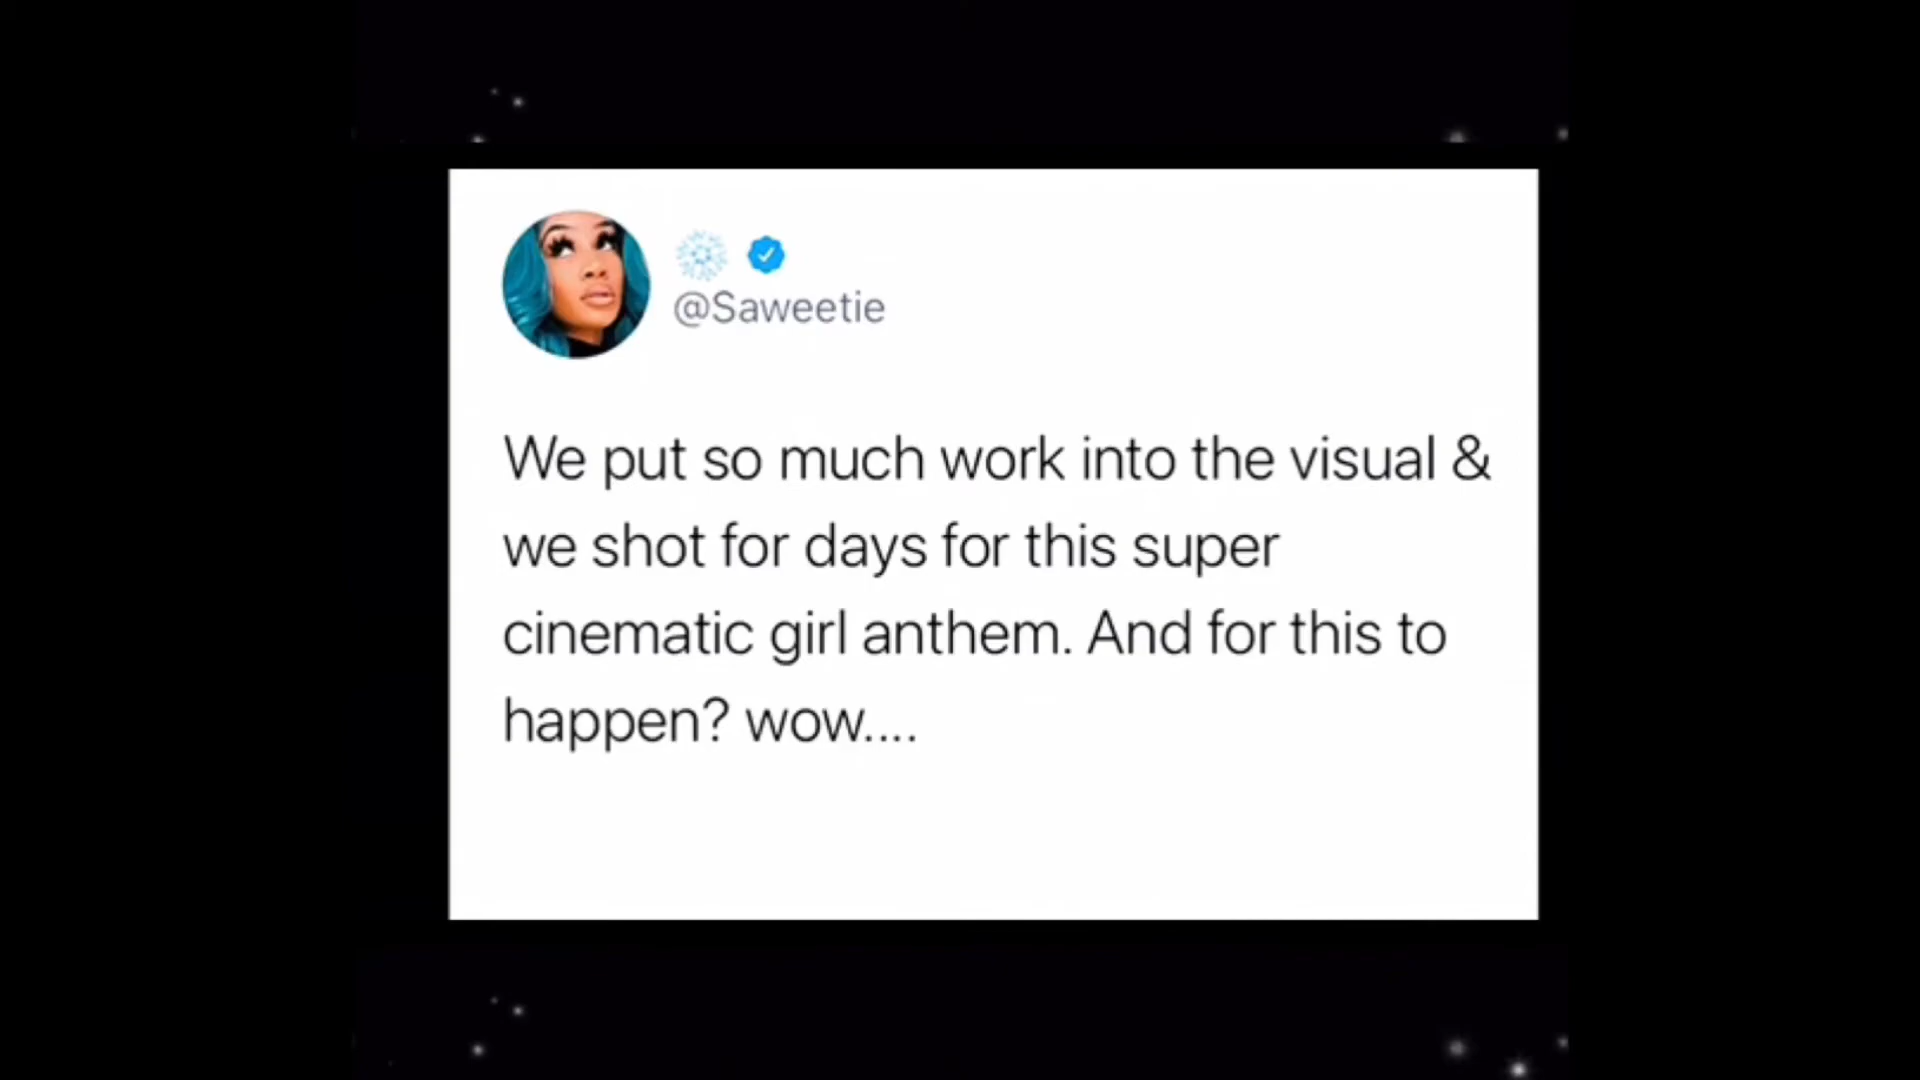 @Saweetie
We put so much work into the visual &
we shot for days for this super
cinematic girl anthem. And for this to
happen? wow....